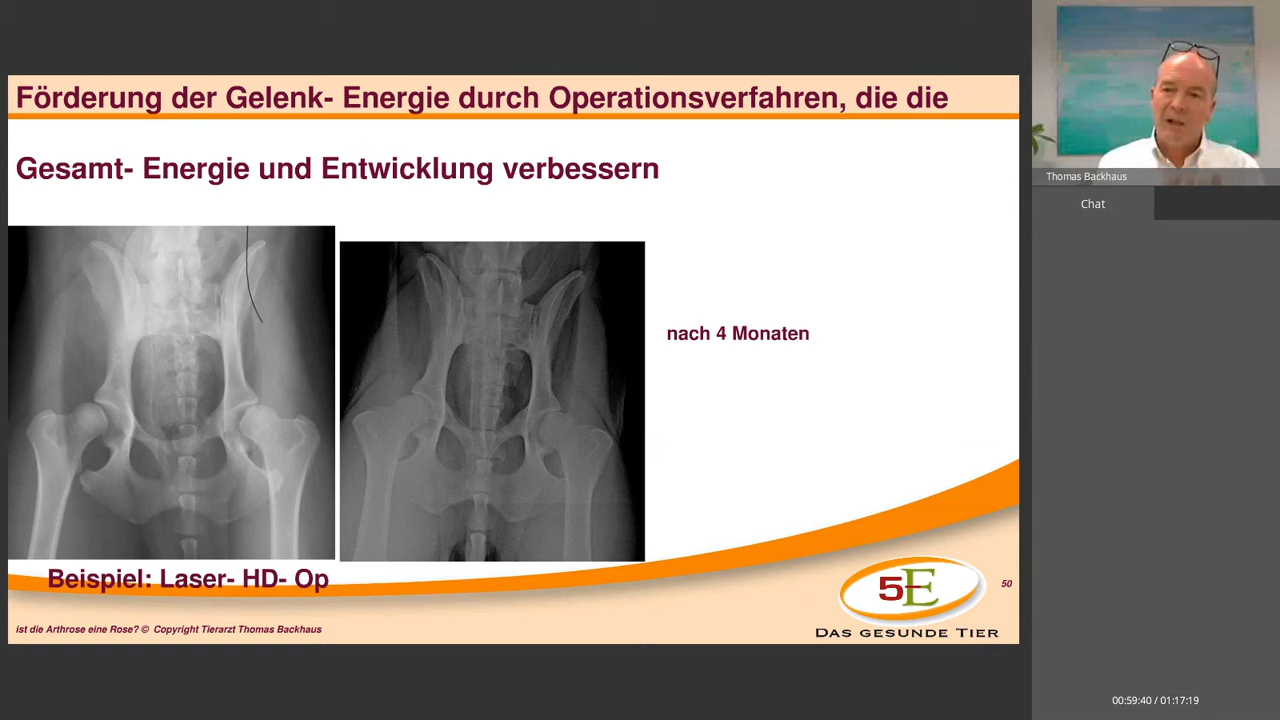 Förderung der Gelenk- Energie durch Operationsverfahren, die die
Gesamt- Energie und Entwicklung verbessern
nach 4 Monaten
Beispiel: Laser- HD- Op
5E
50
DAS GESUNDE TIER
ist die Arthrose eine Rose? © Copyright Tierarzt Thomas Backhaus
Thomas Backhaus
Chat
00:59:40 / 01:17:19